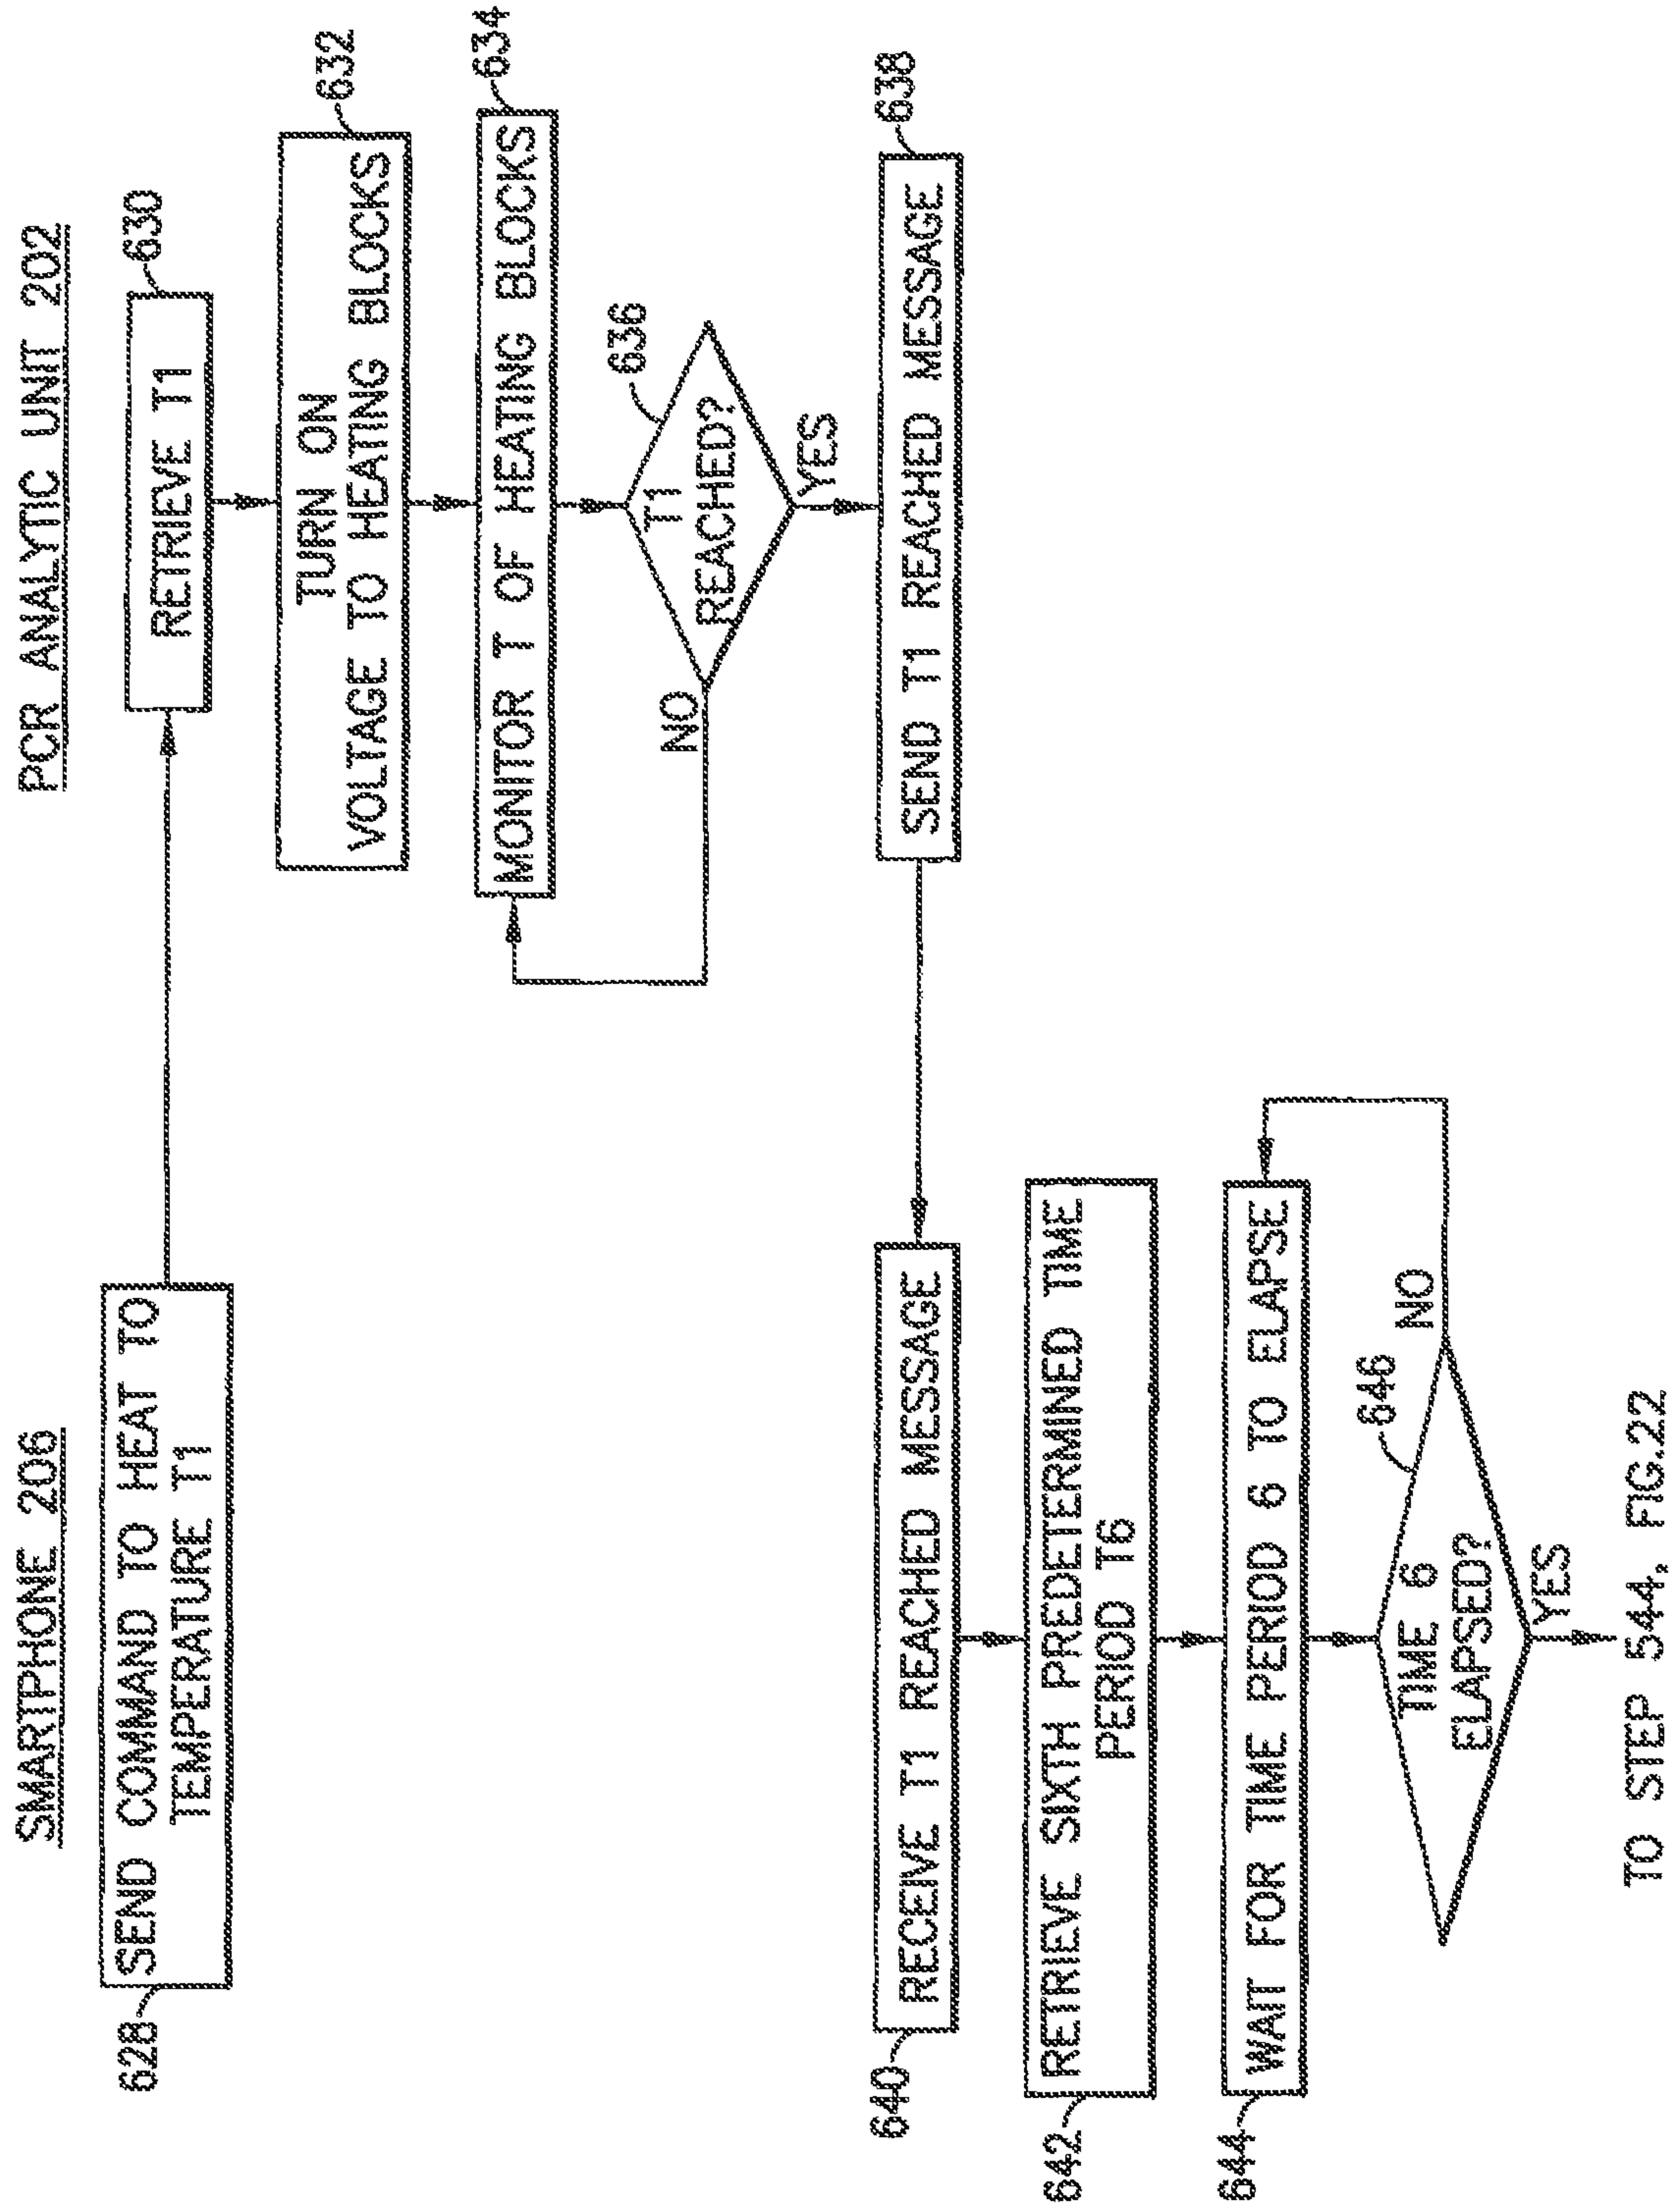 SMARTPHONE 206
PCR ANALYTIC UNIT 202
628
SEND COMMAND TO HEAT TO
TEMPERATURE T1
630
RETRIEVE T1
632
TURN ON
VOLTAGE TO HEATING BLOCKS
634
MONITOR T OF HEATING BLOCKS
636
T1
REACHED?
NO
YES
638
SEND T1 REACHED MESSAGE
640
RECEIVE T1 REACHED MESSAGE
642
RETRIEVE SIXTH PREDETERMINED TIME
PERIOD T6
644
WAIT FOR TIME PERIOD 6 TO ELAPSE
646
TIME 6
ELAPSED?
NO
YES
TO STEP 544, FIG.22